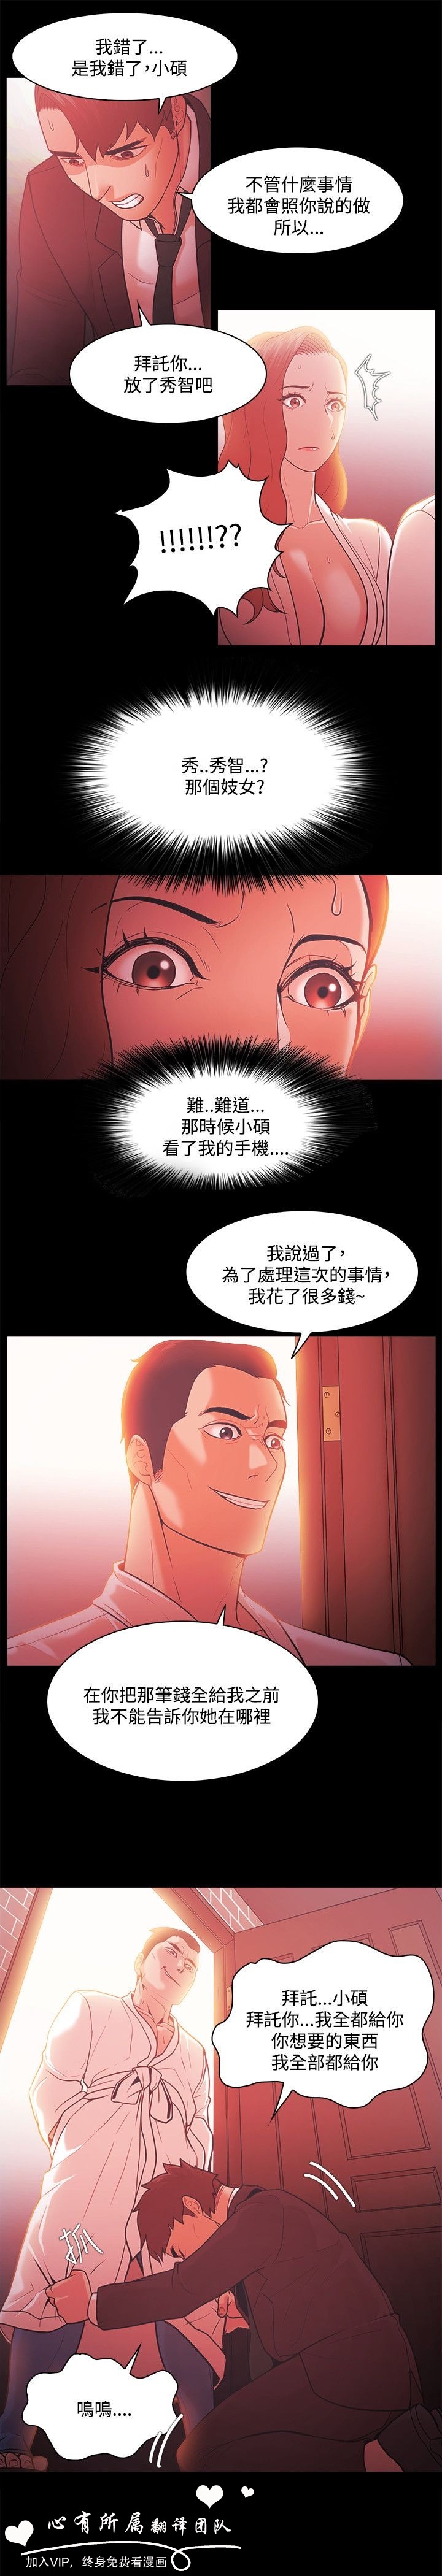 我錯了...
是我錯了,小碩
不管什麼事情
我都會照你說的做
所以...
拜託你...
放了秀智吧
!!!!!!??
秀..秀智...?
那個妓女?
難..難道...
那時候小碩
看了我的手機....
我說過了,
為了處理這次的事情,
我花了很多錢~
在你把那筆錢全給我之前
我不能告訴你她在哪裡
拜託...小碩
拜託你...我全都給你
你想要的東西
我全部都給你
抓
嗚嗚....
心有所属翻译团队
加入VIP，终身免费看漫画